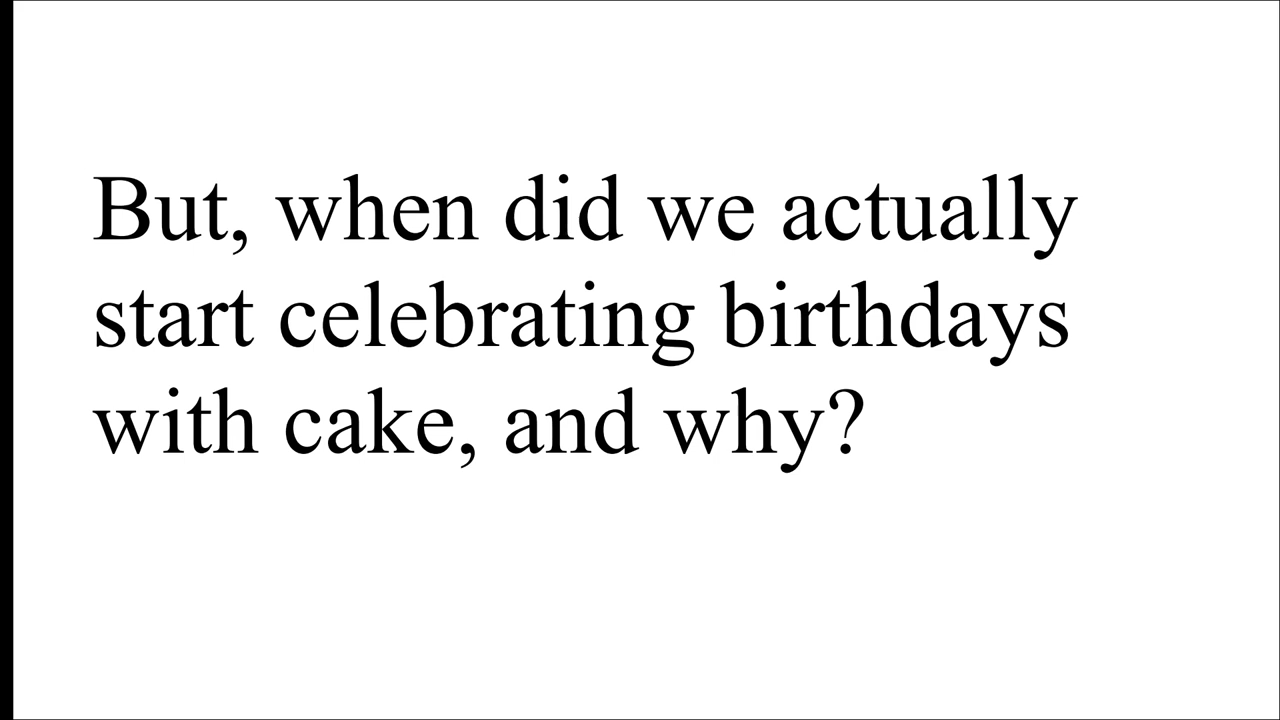 But, when did we actually
start celebrating birthdays
with cake, and why?